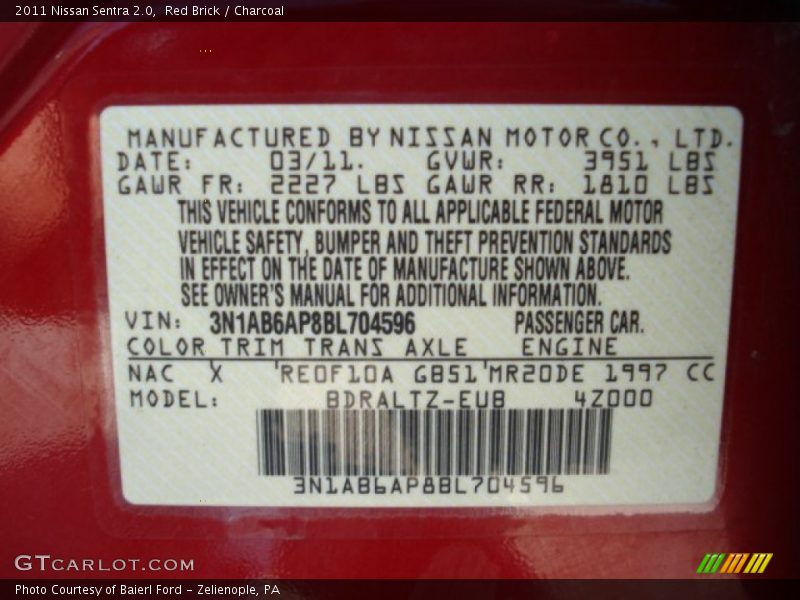 2011 Nissan Sentra 2.0,  Red Brick / Charcoal
MANUFACTURED BY NISSAN MOTOR CO., LTD.
DATE: 03/11. GVWR: 3951 LBS
GAWR FR: 2227 LBS GAWR RR: 1810 LBS
THIS VEHICLE CONFORMS TO ALL APPLICABLE FEDERAL MOTOR
VEHICLE SAFETY, BUMPER AND THEFT PREVENTION STANDARDS
IN EFFECT ON THE DATE OF MANUFACTURE SHOWN ABOVE.
SEE OWNER'S MANUAL FOR ADDITIONAL INFORMATION.
VIN: 3N1AB6AP8BL704596 PASSENGER CAR.
COLOR TRIM TRANS AXLE ENGINE
NAC X 'RE0F10A GB51'MR20DE 1997 CC
MODEL: BDRALTZ-EUB 4Z000
3N1AB6AP8BL704596
GTCARLOT.COM
Photo Courtesy of Baierl Ford - Zelienople, PA